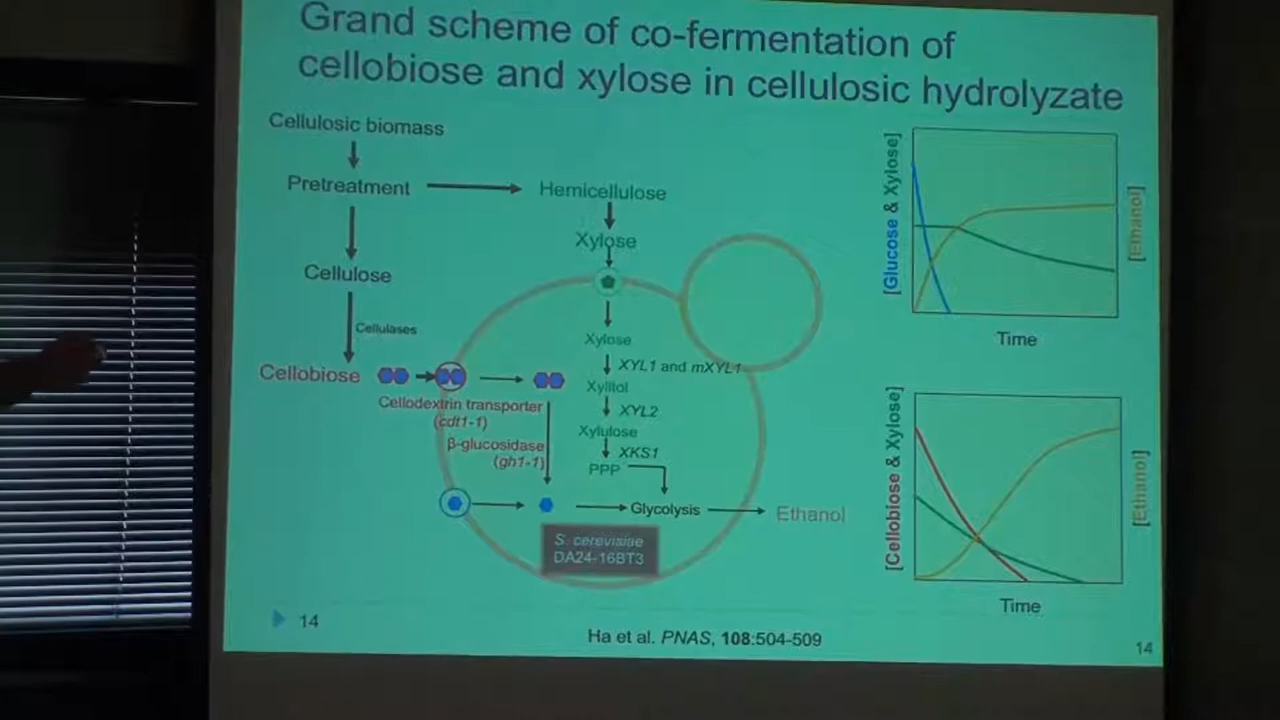 Grand scheme of co-fermentation of
cellobiose and xylose in cellulosic hydrolyzate
Cellulosic biomass
Pretreatment
Hemicellulose
Xylose
Cellulose
Cellulases
Cellobiose
Cellodextrin transporter
(cdt1-1)
β-glucosidase
(gh1-1)
Xylose
XYL1 and mXYL1
Xylitol
XYL2
Xylulose
XKS1
PPP
Glycolysis
Ethanol
S. cerevisiae
DA24-16BT3
[Glucose & Xylose]
[Ethanol]
Time
[Cellobiose & Xylose]
[Ethanol]
Time
14
Ha et al. PNAS, 108:504-509
14